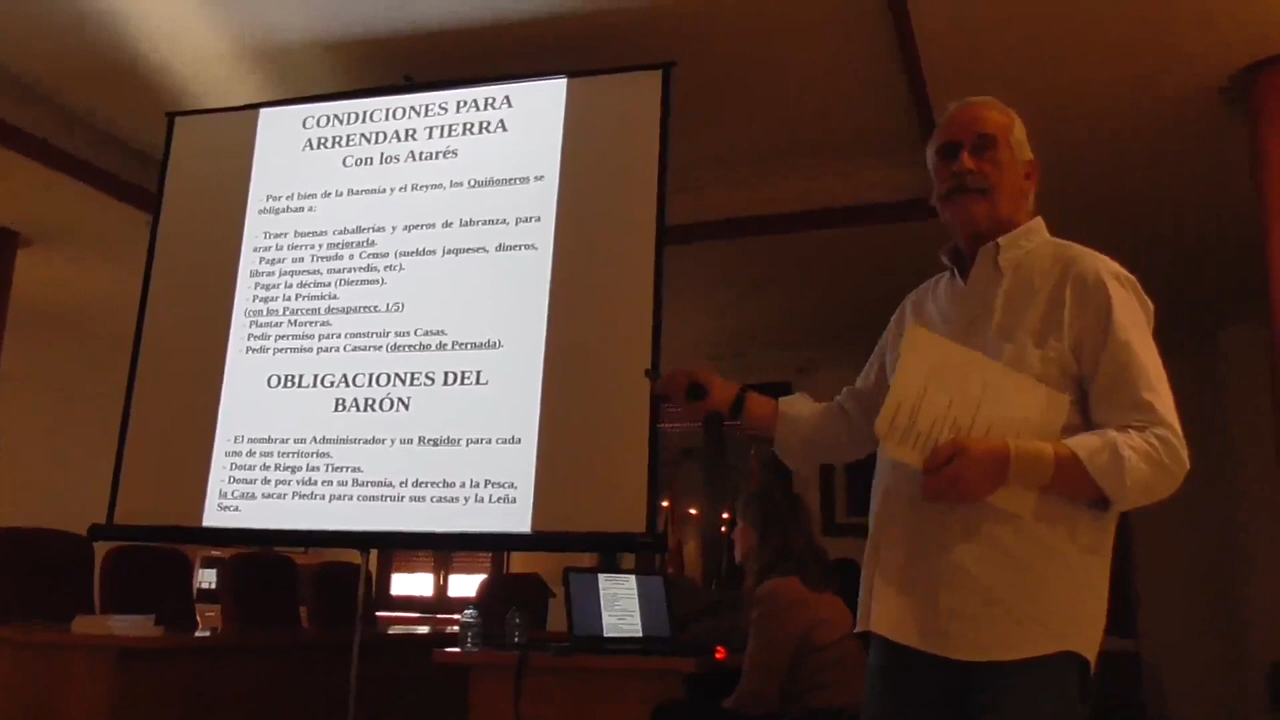 CONDICIONES PARA
ARRENDAR TIERRA
Con los Atarés
- Por el bien de la Baronía y el Reyno, los Quiñoneros se
obligaban a:
- Traer buenas caballerías y aperos de labranza, para
arar la tierra y mejorarla.
- Pagar un Treudo o Censo (sueldos jaqueses, dineros,
libras jaquesas, maravedís, etc).
- Pagar la décima (Diezmos).
- Pagar la Primicia.
(con los Parcent desaparece. 1/5)
- Plantar Moreras.
- Pedir permiso para construir sus Casas.
- Pedir permiso para Casarse (derecho de Pernada).
OBLIGACIONES DEL
BARÓN
- El nombrar un Administrador y un Regidor para cada
uno de sus territorios.
- Dotar de Riego las Tierras.
- Donar de por vida en su Baronía, el derecho a la Pesca,
la Caza, sacar Piedra para construir sus casas y la Leña
Seca.